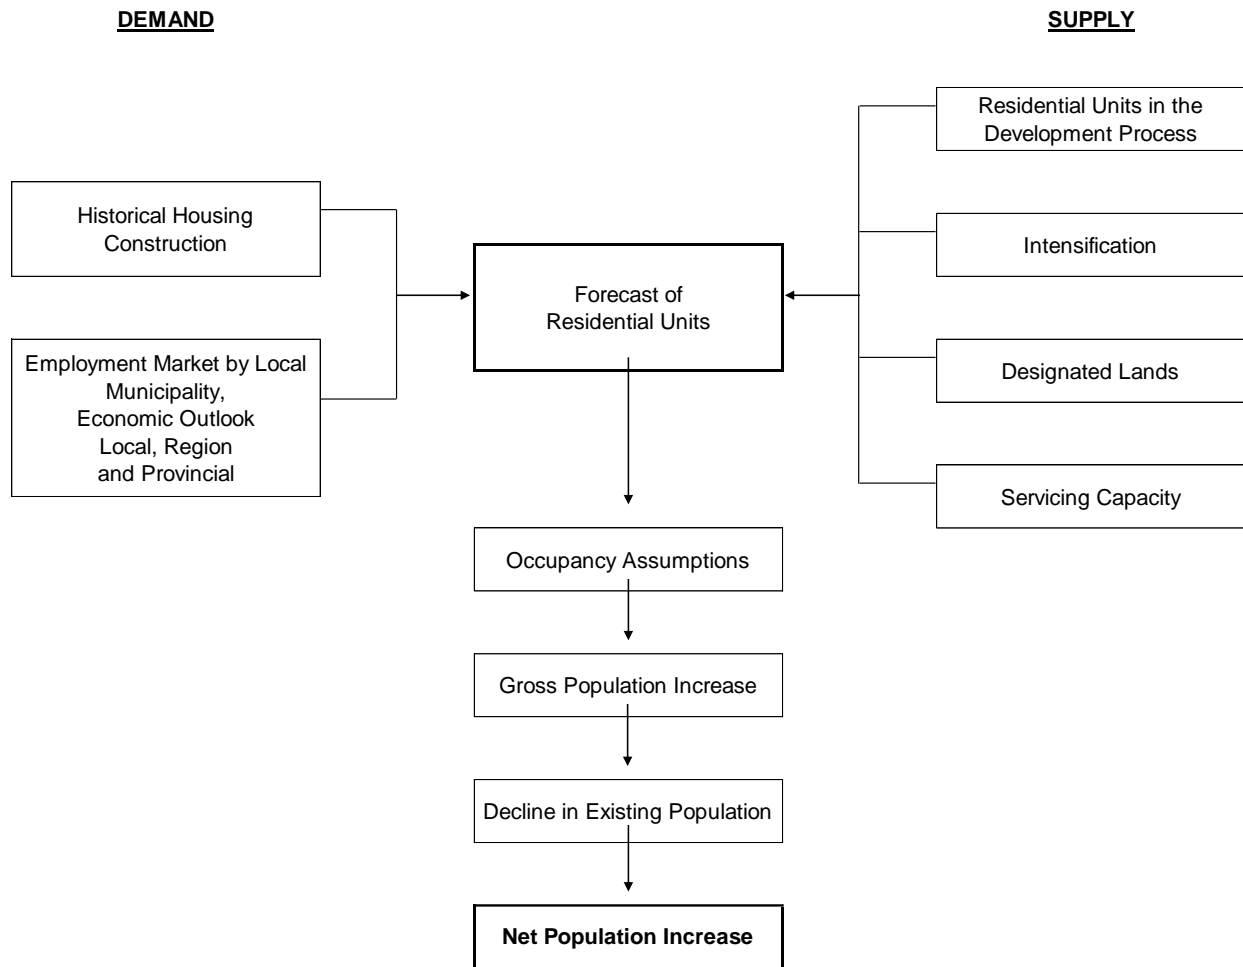 DEMAND
SUPPLY
Residential Units in the
Development Process
Historical Housing
Construction
Intensification
Forecast of
Residential Units
Employment Market by Local
Municipality,
Economic Outlook
Local, Region
and Provincial
Designated Lands
Servicing Capacity
Occupancy Assumptions
Gross Population Increase
Decline in Existing Population
Net Population Increase